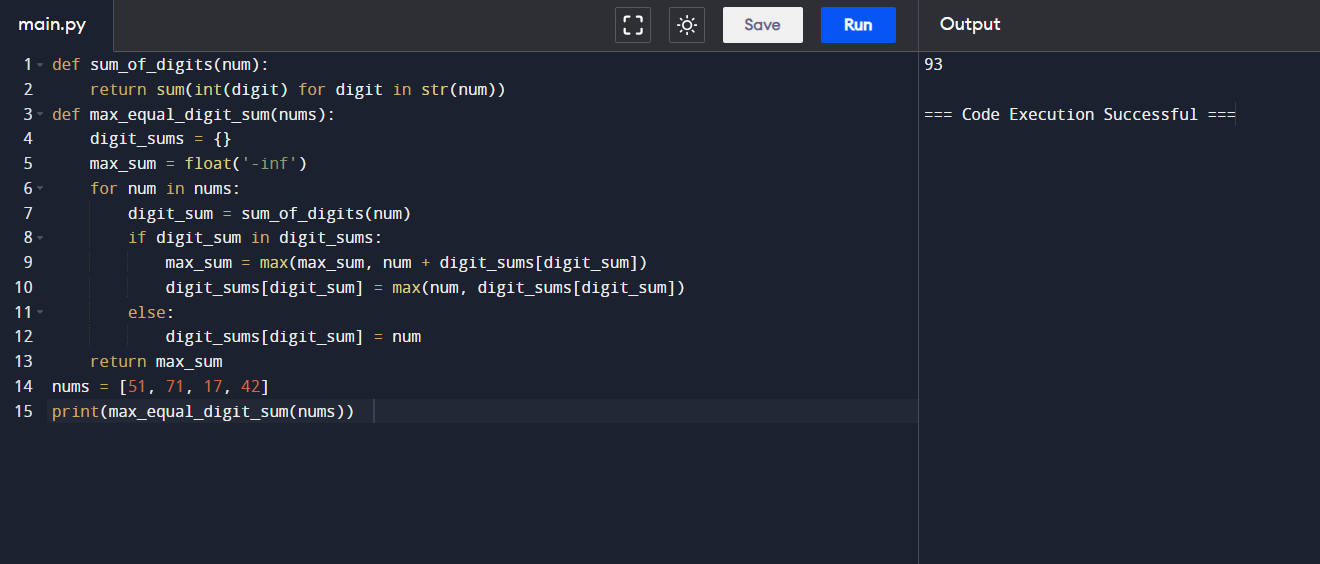 main.py
Save
Run
Output
1 def sum_of_digits(num):
2     return sum(int(digit) for digit in str(num))
3 def max_equal_digit_sum(nums):
4     digit_sums = {}
5     max_sum = float('-inf')
6     for num in nums:
7         digit_sum = sum_of_digits(num)
8         if digit_sum in digit_sums:
9             max_sum = max(max_sum, num + digit_sums[digit_sum])
10             digit_sums[digit_sum] = max(num, digit_sums[digit_sum])
11         else:
12             digit_sums[digit_sum] = num
13     return max_sum
14 nums = [51, 71, 17, 42]
15 print(max_equal_digit_sum(nums))
93
=== Code Execution Successful ===